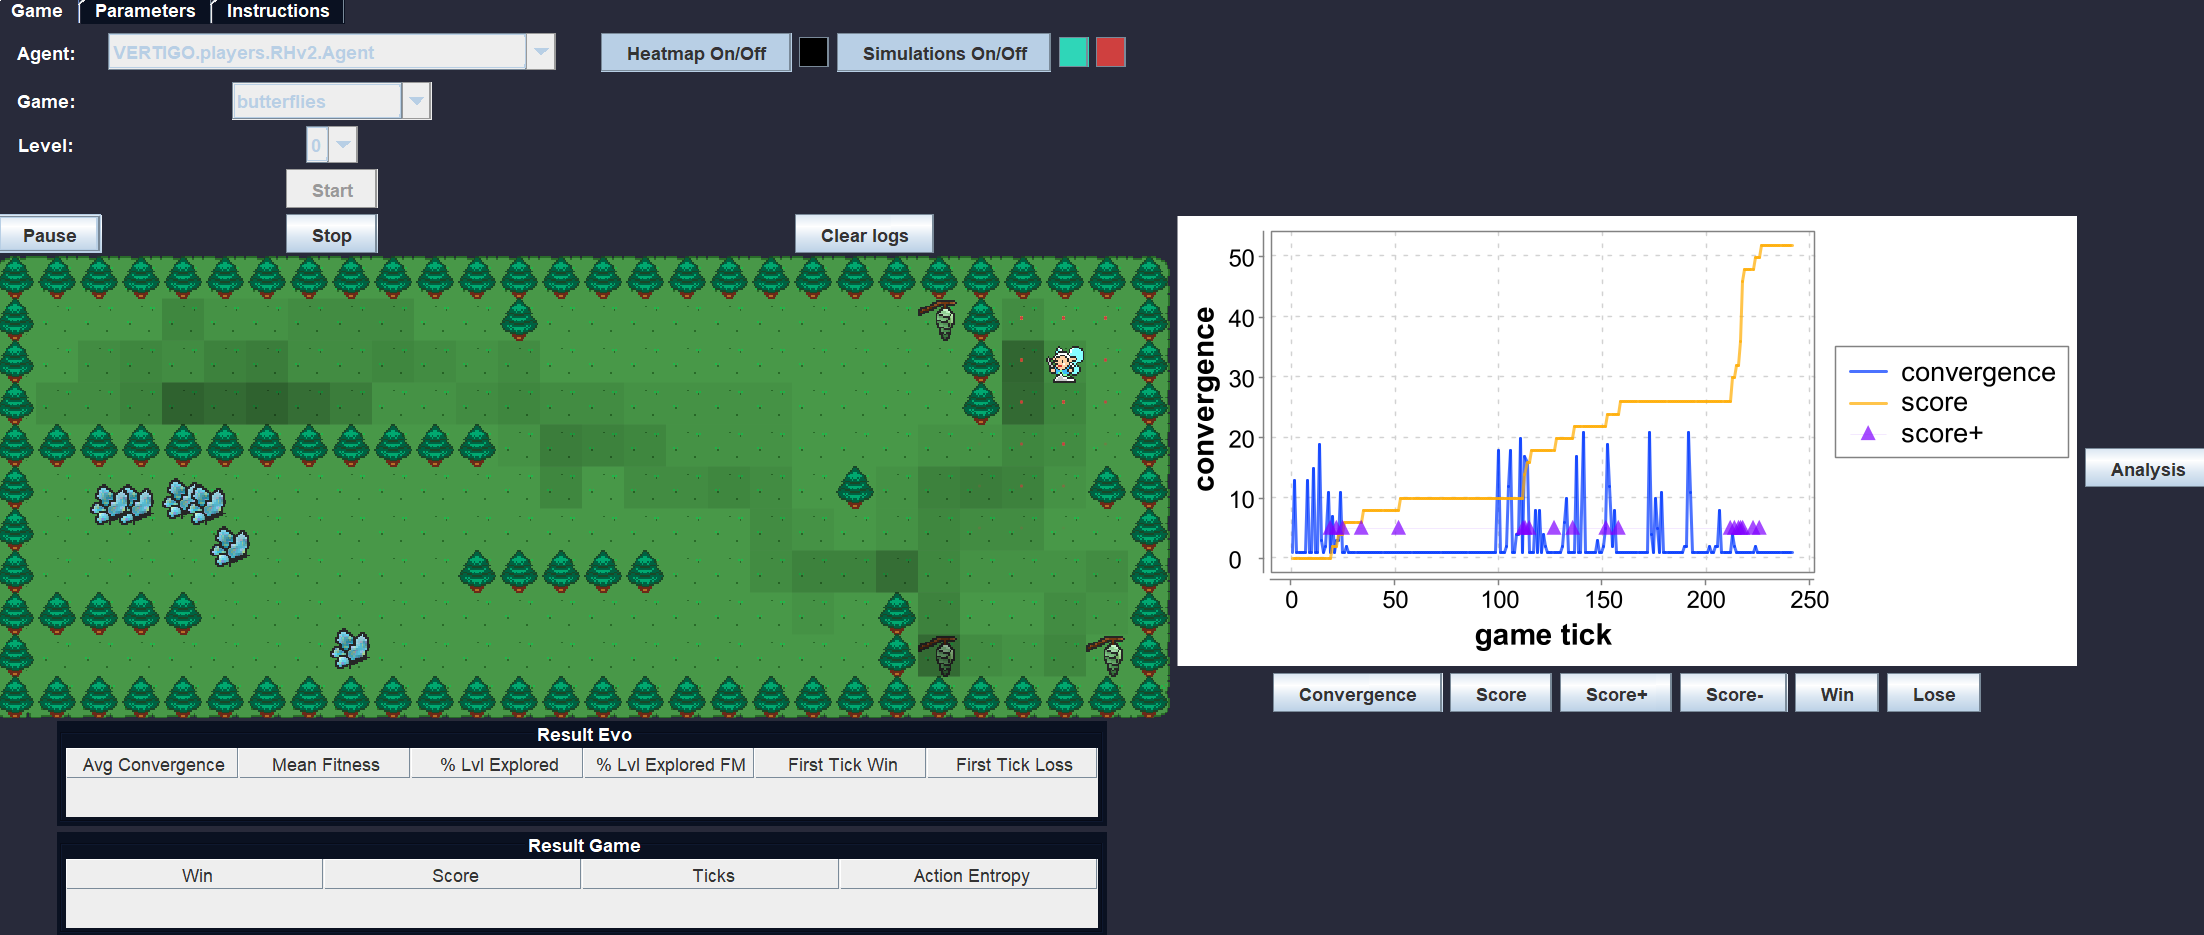 Game Parameters Instructions
Agent: VERTIGO.players.RHv2.Agent Heatmap On/Off Simulations On/Off
Game: butterflies
Level: 0
Start
Pause Stop Clear logs
50
40
30
20
10
0
convergence
0 50 100 150 200 250
game tick
convergence
score
score+
Analysis
Convergence Score Score+ Score- Win Lose
Result Evo
Avg Convergence Mean Fitness % Lvl Explored % Lvl Explored FM First Tick Win First Tick Loss
Result Game
Win Score Ticks Action Entropy